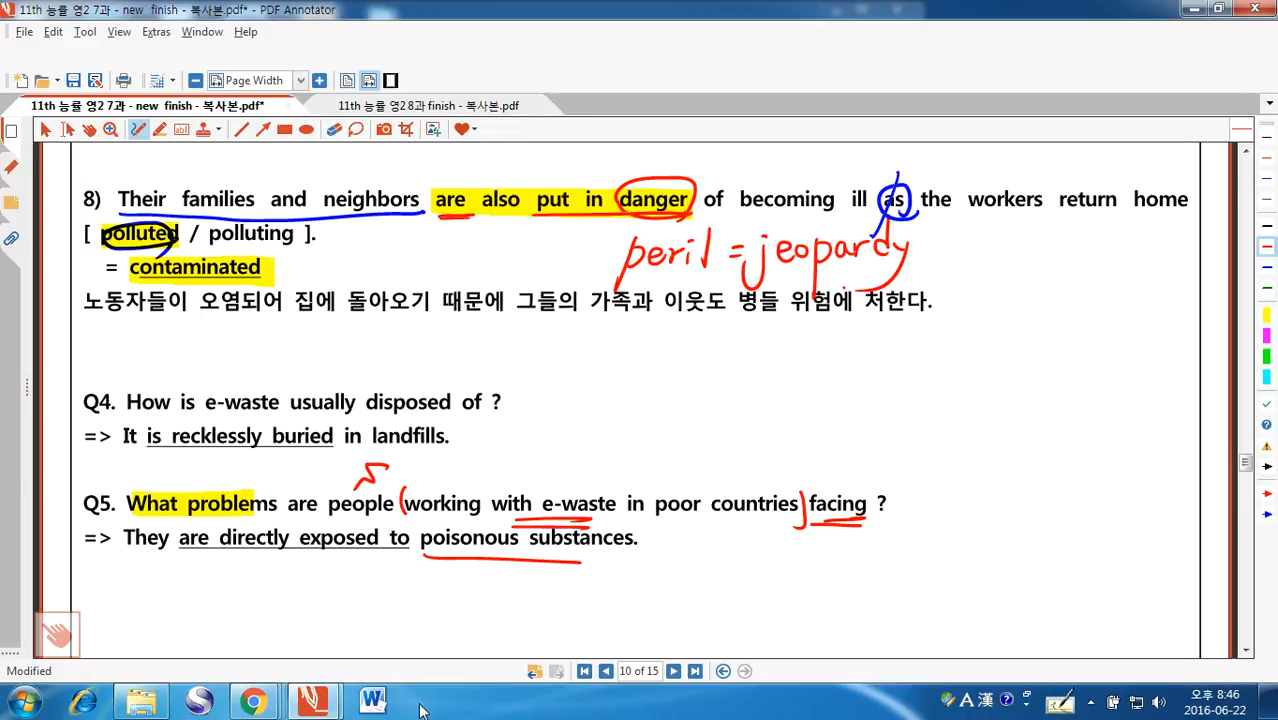 11th 능률 영2 7과 - new  finish - 복사본.pdf* - PDF Annotator
File Edit Tool View Extras Window Help
Page Width
11th 능률 영2 7과 - new  finish - 복사본.pdf* 11th 능률 영2 8과 finish - 복사본.pdf
8) Their families and neighbors are also put in danger of becoming ill as the workers return home
[ polluted / polluting ].
peril = jeopardy
= contaminated
노동자들이 오염되어 집에 돌아오기 때문에 그들의 가족과 이웃도 병들 위험에 처한다.
Q4. How is e-waste usually disposed of ?
=> It is recklessly buried in landfills.
S
Q5. What problems are people (working with e-waste in poor countries) facing ?
=> They are directly exposed to poisonous substances.
Modified 10 of 15
A 漢 오후 8:46
2016-06-22